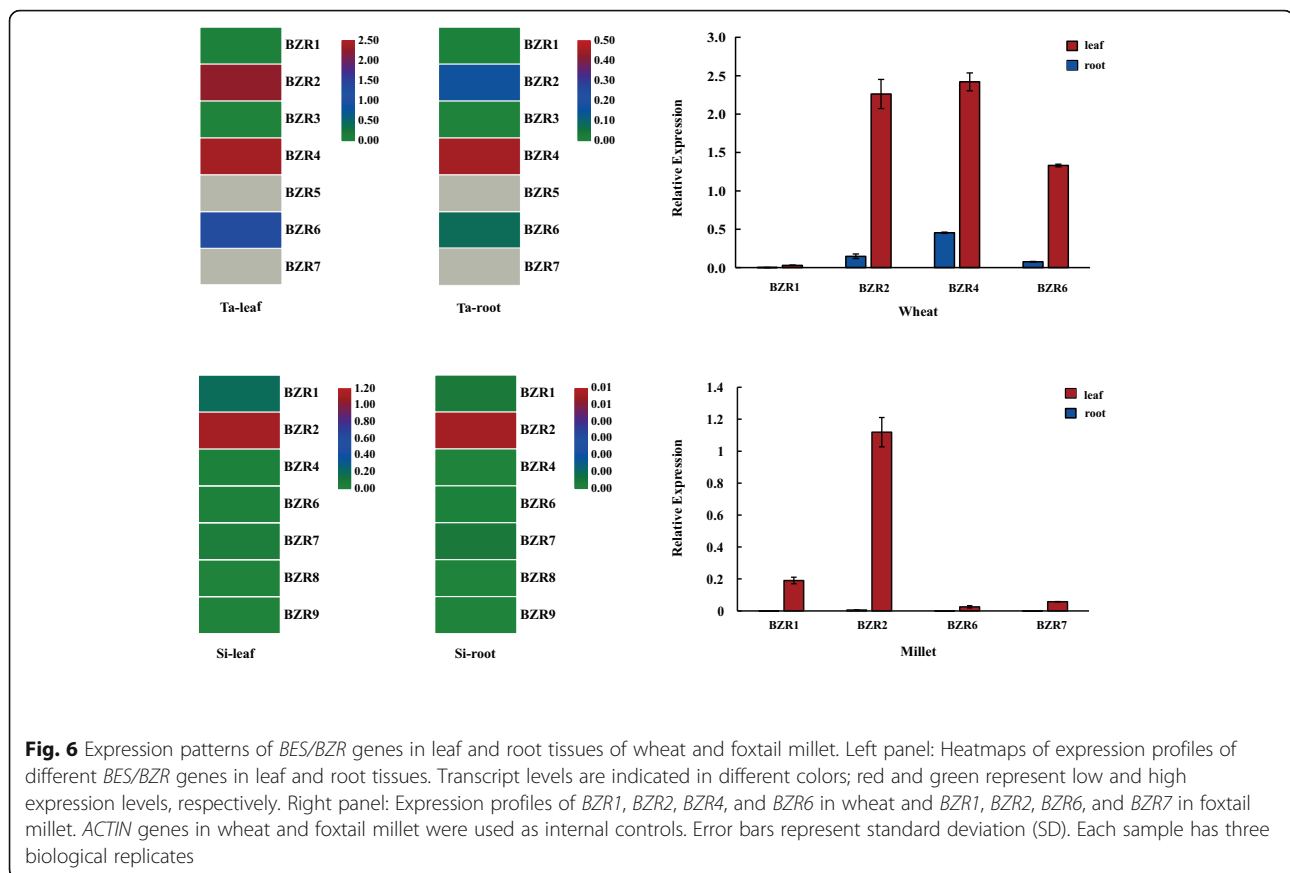 BZR1
BZR2
BZR3
BZR4
BZR5
BZR6
BZR7
2.50
2.00
1.50
1.00
0.50
0.00
Ta-leaf
BZR1
BZR2
BZR3
BZR4
BZR5
BZR6
BZR7
0.50
0.40
0.30
0.20
0.10
0.00
Ta-root
Relative Expression
3.0
2.5
2.0
1.5
1.0
0.5
0.0
leaf
root
BZR1 BZR2 BZR4 BZR6
Wheat
BZR1
BZR2
BZR4
BZR6
BZR7
BZR8
BZR9
1.20
1.00
0.80
0.60
0.40
0.20
0.00
Si-leaf
BZR1
BZR2
BZR4
BZR6
BZR7
BZR8
BZR9
0.01
0.01
0.01
0.00
0.00
0.00
0.00
Si-root
Relative Expression
1.4
1.2
1
0.8
0.6
0.4
0.2
0
leaf
root
BZR1 BZR2 BZR6 BZR7
Millet
Fig. 6 Expression patterns of BES/BZR genes in leaf and root tissues of wheat and foxtail millet. Left panel: Heatmaps of expression profiles of
different BES/BZR genes in leaf and root tissues. Transcript levels are indicated in different colors; red and green represent low and high
expression levels, respectively. Right panel: Expression profiles of BZR1, BZR2, BZR4, and BZR6 in wheat and BZR1, BZR2, BZR6, and BZR7 in foxtail
millet. ACTIN genes in wheat and foxtail millet were used as internal controls. Error bars represent standard deviation (SD). Each sample has three
biological replicates